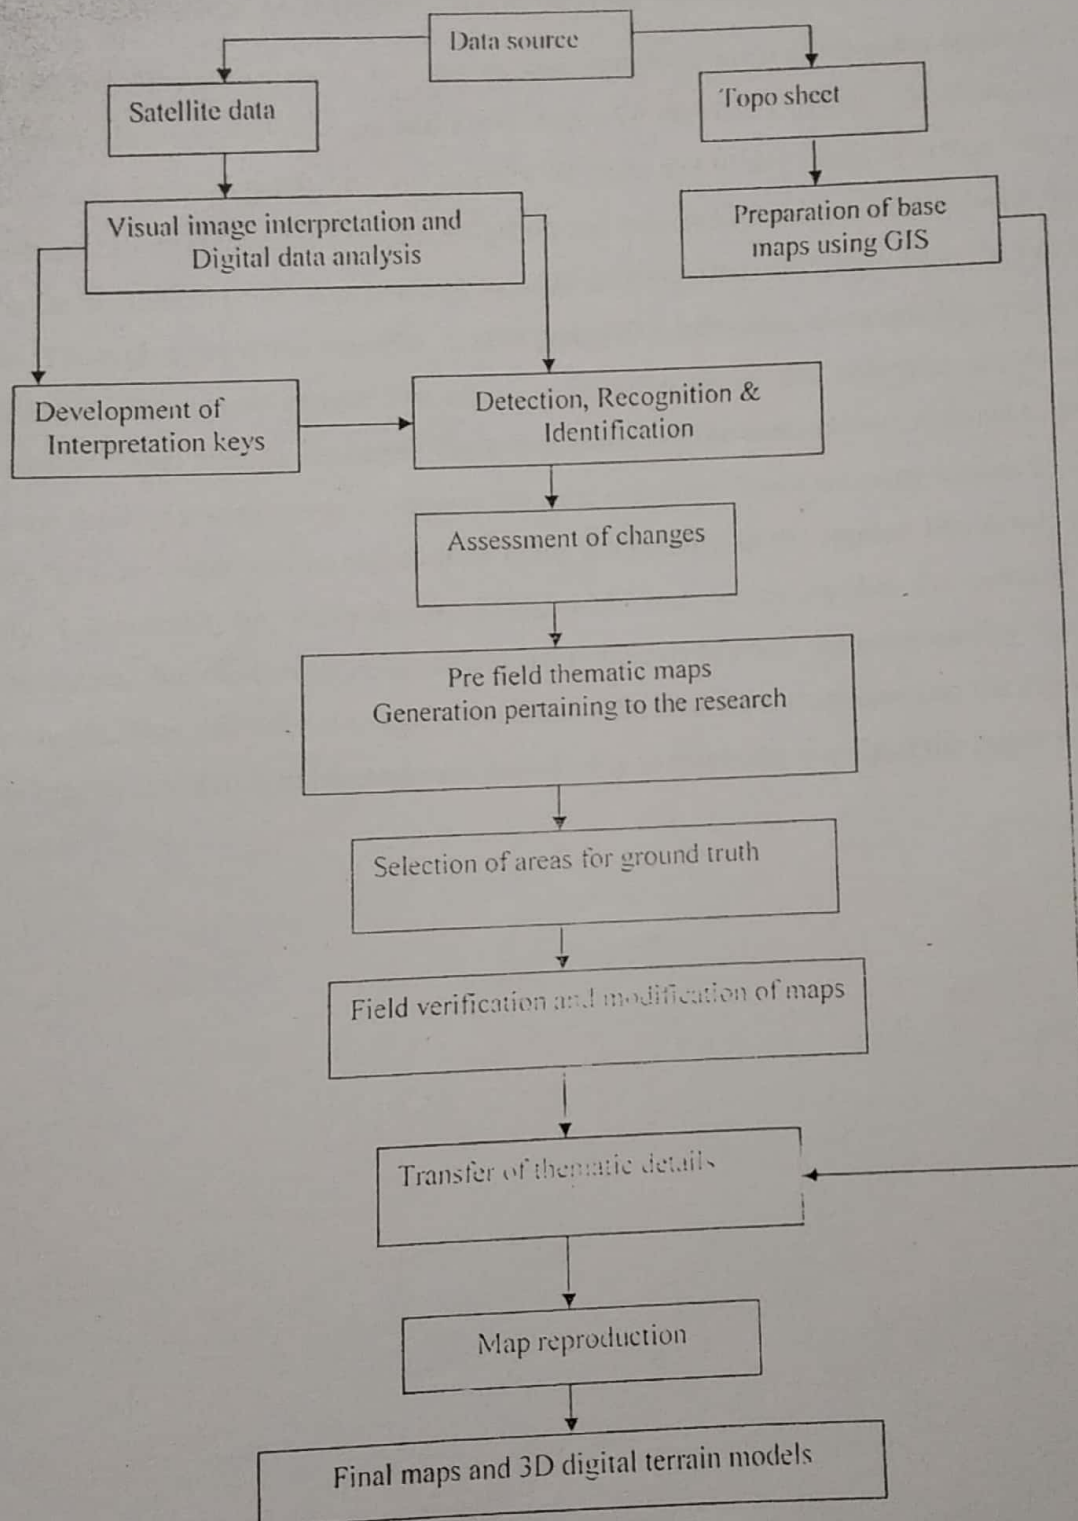 Data source
Satellite data
Topo sheet
Visual image interpretation and
Digital data analysis
Preparation of base
maps using GIS
Development of
Interpretation keys
Detection, Recognition &
Identification
Assessment of changes
Pre field thematic maps
Generation pertaining to the research
Selection of areas for ground truth
Field verification and modification of maps
Transfer of thematic details
Map reproduction
Final maps and 3D digital terrain models